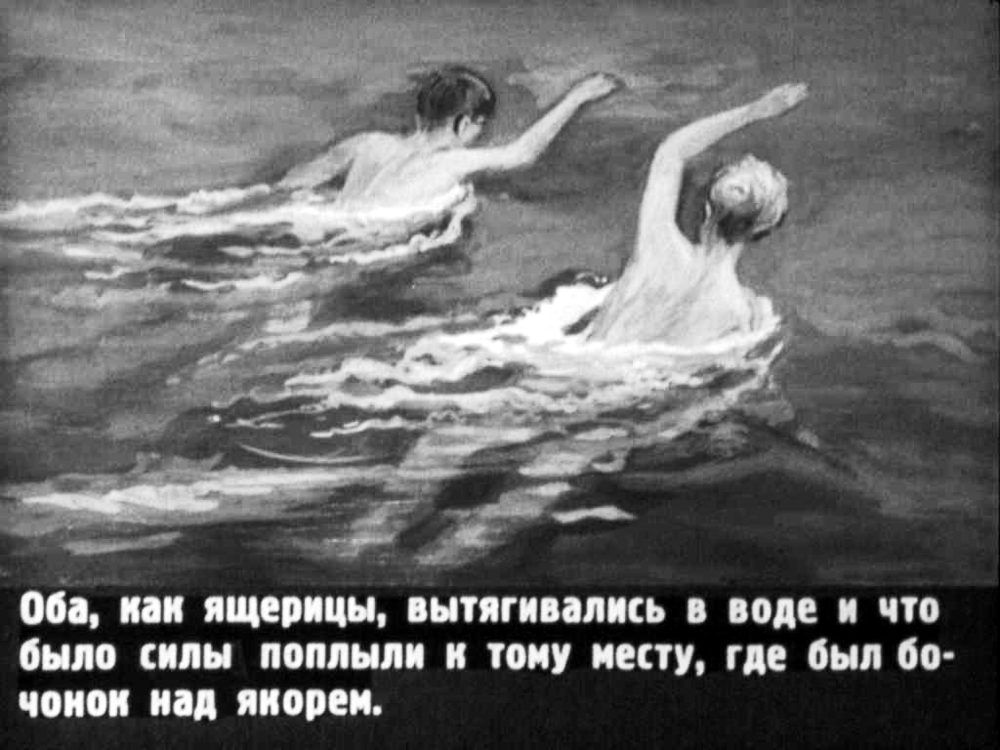 Оба, как ящерицы, вытягивались в воде и что
было силы поплыли к тому месту, где был бо-
чонок над якорем.